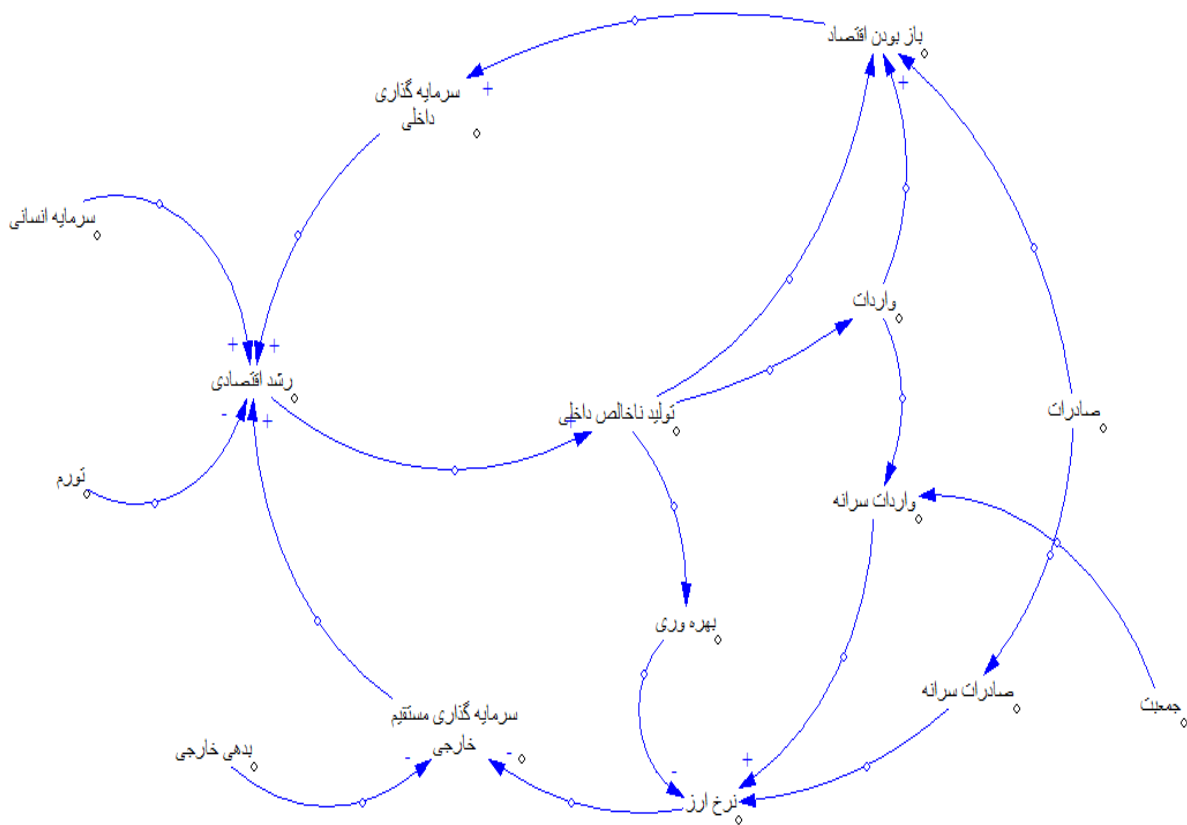 باز بودن اقتصاد
+
سرمایه گذاری
داخلی
+
سرمایه انسانی
واردات
+
+
رشد اقتصادی
-
+
تولید ناخالص داخلی
+
صادرات
تورم
واردات سرانه
بهره وری
صادرات سرانه
جمعیت
سرمایه گذاری مستقیم
خارجی
-
-
بدهی خارجی
+
-
نرخ ارز